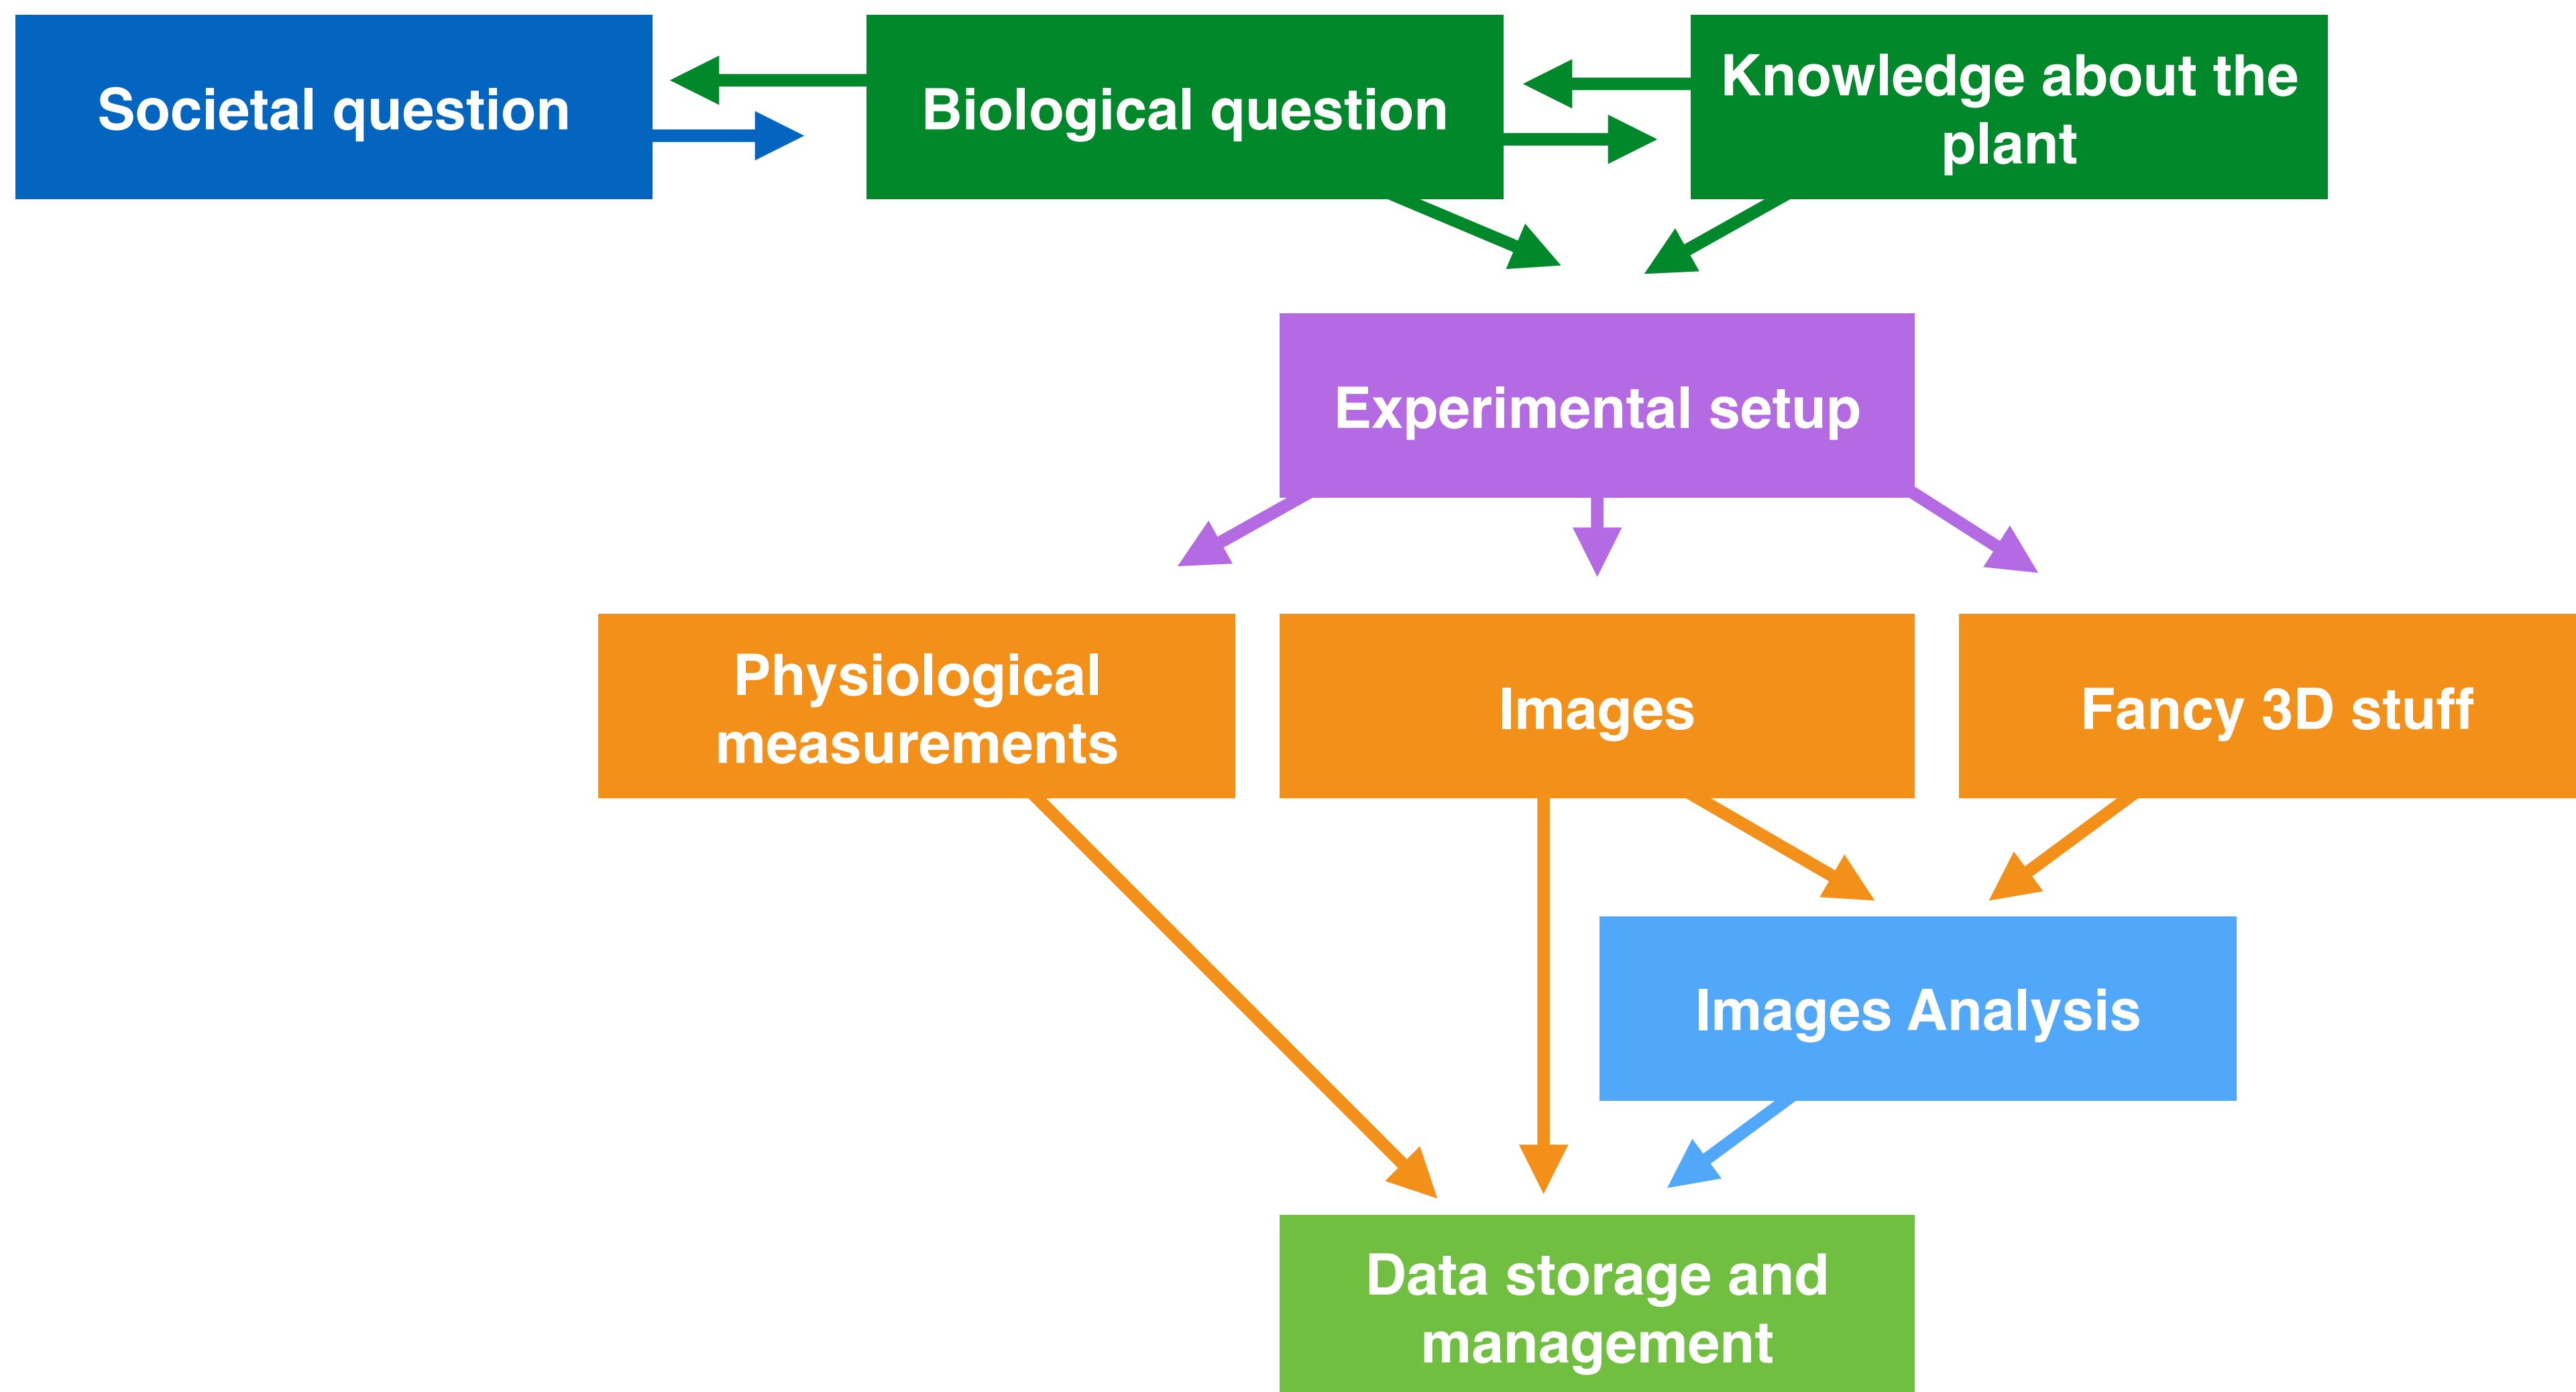 Societal question
Biological question
Knowledge about the
plant
Experimental setup
Physiological
measurements
Images
Fancy 3D stuff
Images Analysis
Data storage and
management